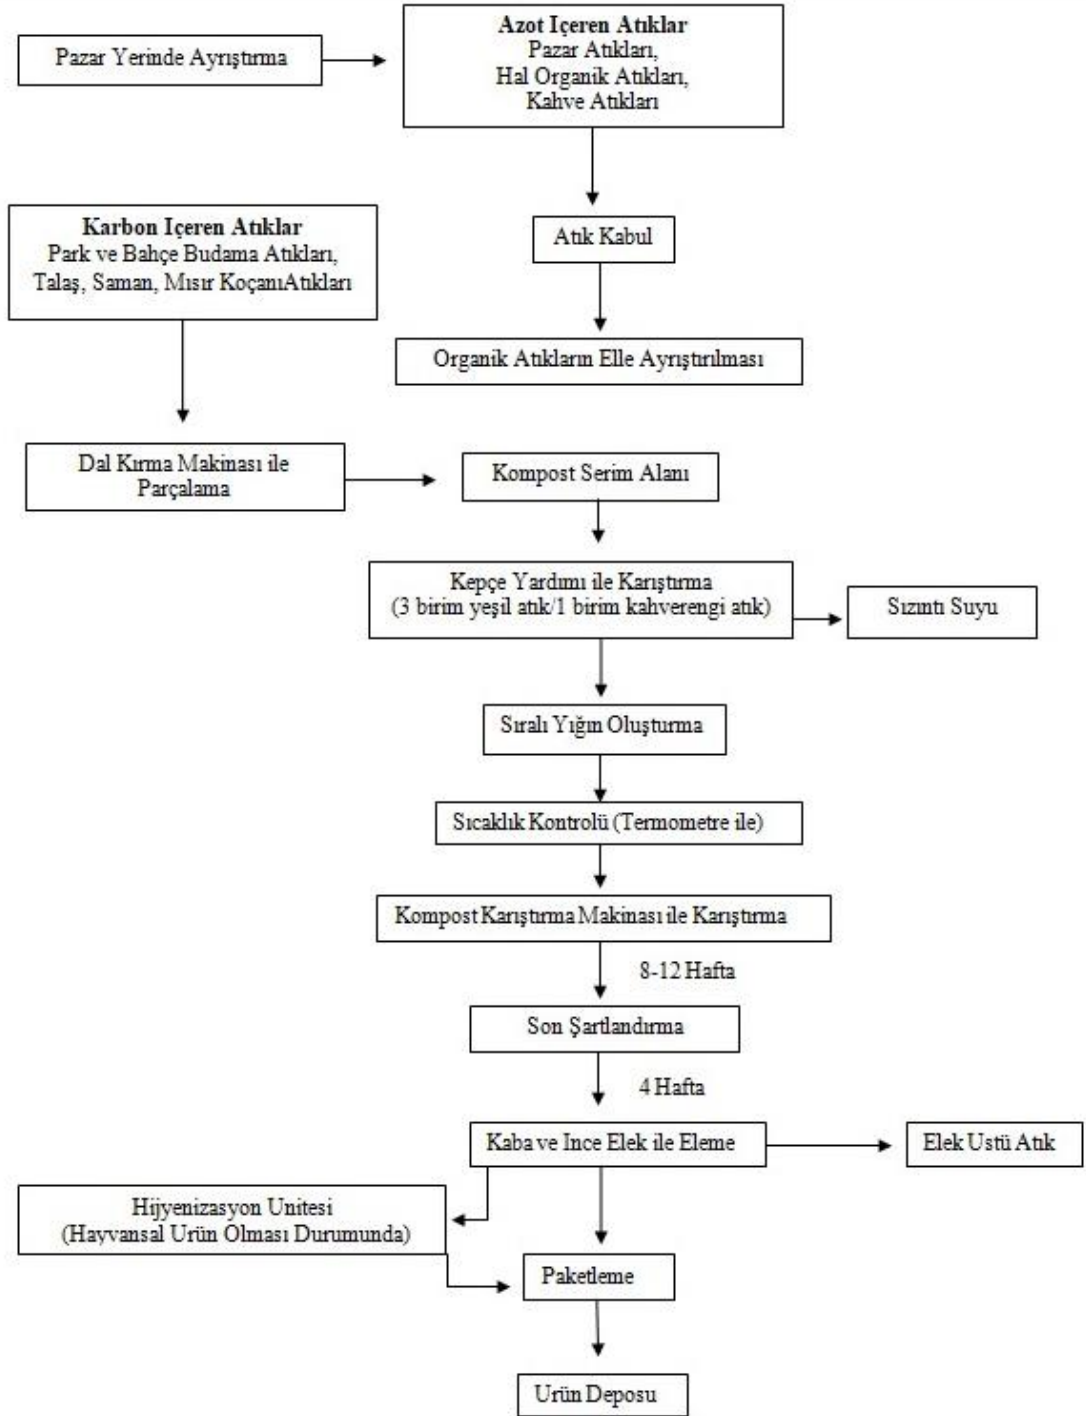 Pazar Yerinde Ayrıştırma
Azot Içeren Atıklar
Pazar Atıkları,
Hal Organik Atıkları,
Kahve Atıkları
Karbon Içeren Atıklar
Park ve Bahçe Budama Atıkları,
Talaş, Saman, Mısır KoçanıAtıkları
Atık Kabul
Organik Atıkların Elle Ayrıştırılması
Dal Kırma Makinası ile
Parçalama
Kompost Serim Alanı
Kepçe Yardımı ile Karıştırma
(3 birim yeşil atık/1 birim kahverengi atık)
Sızıntı Suyu
Sıralı Yığın Oluşturma
Sıcaklık Kontrolü (Termometre ile)
Kompost Karıştırma Makinası ile Karıştırma
8-12 Hafta
Son Şartlandırma
4 Hafta
Kaba ve Ince Elek ile Eleme
Elek Ustü Atık
Hijyenizasyon Unitesi
(Hayvansal Urün Olması Durumunda)
Paketleme
Urün Deposu